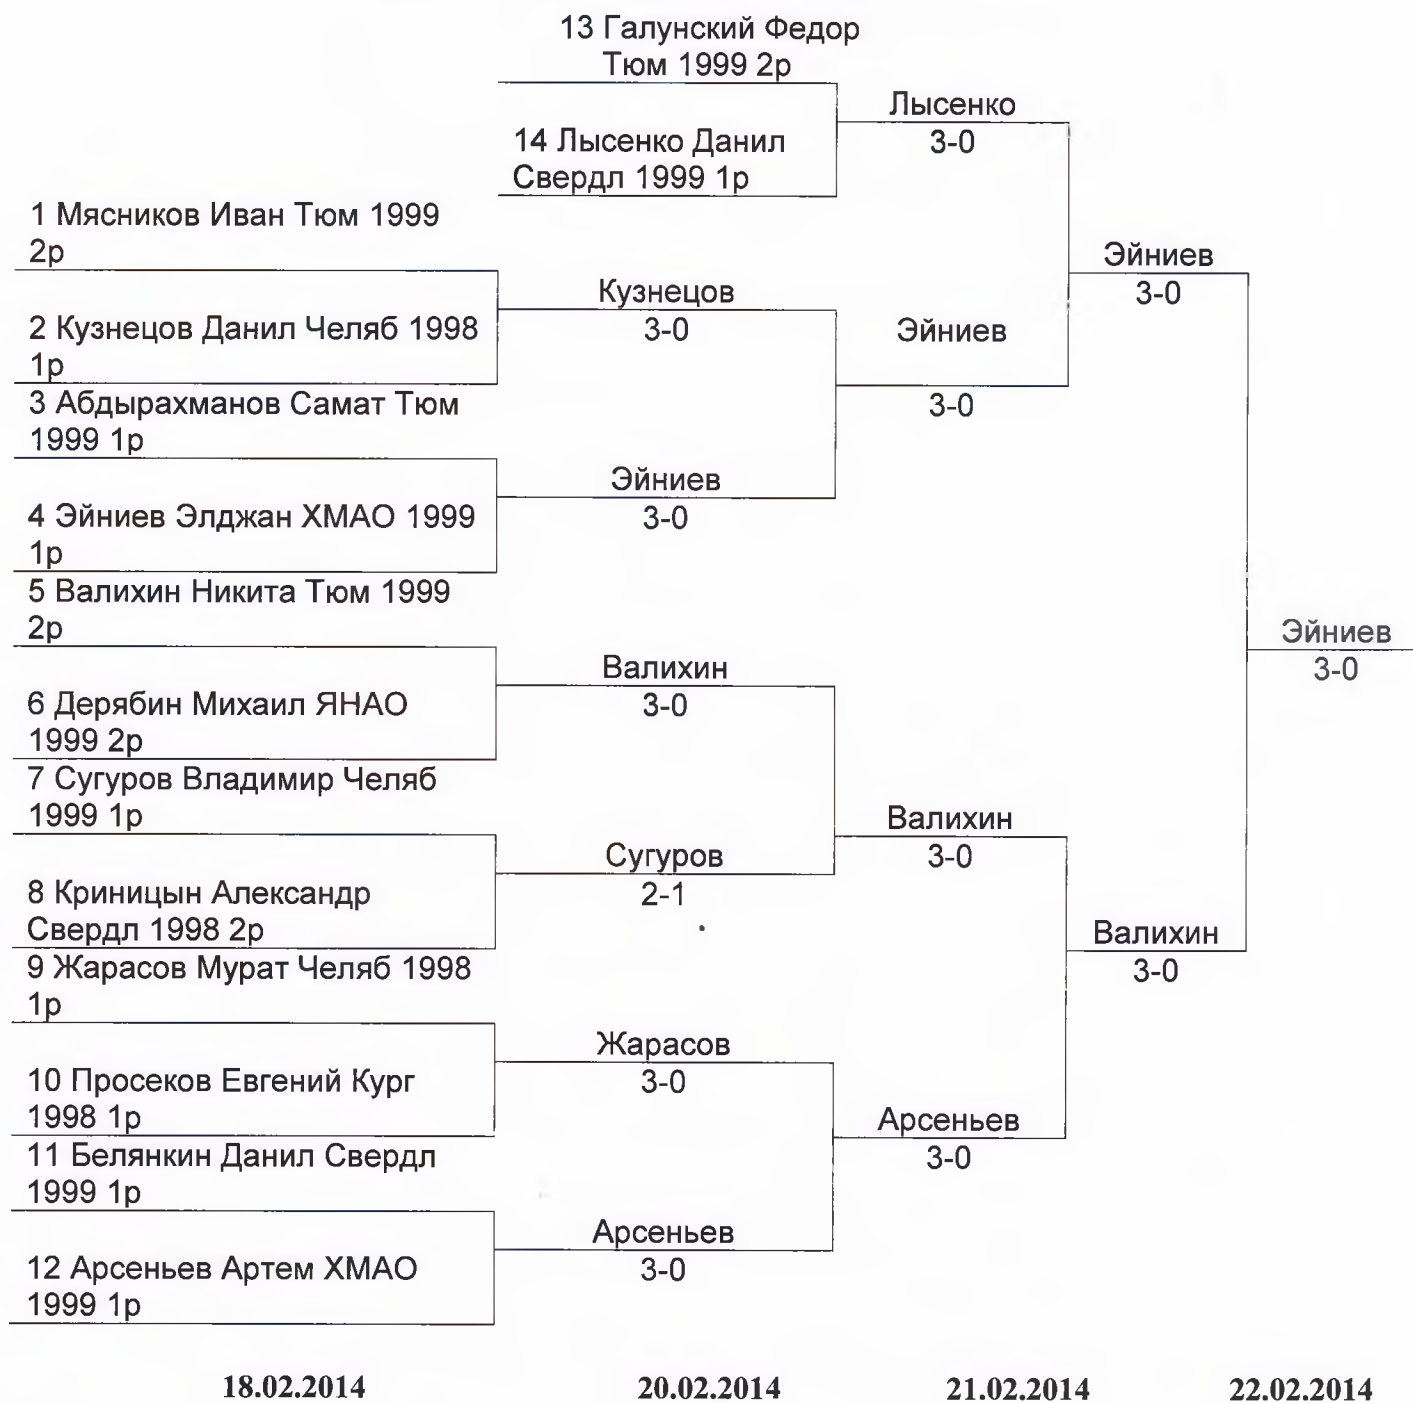 13 Галунский Федор
Тюм 1999 2р
Лысенко
3-0
14 Лысенко Данил
Свердл 1999 1р
1 Мясников Иван Тюм 1999
2р
Эйниев
3-0
Кузнецов
3-0
2 Кузнецов Данил Челяб 1998
1р
Эйниев
3-0
3 Абдырахманов Самат Тюм
1999 1р
Эйниев
3-0
4 Эйниев Элджан ХМАО 1999
1р
5 Валихин Никита Тюм 1999
2р
Эйниев
3-0
Валихин
3-0
6 Дерябин Михаил ЯНАО
1999 2р
7 Сугуров Владимир Челяб
1999 1р
Валихин
3-0
Сугуров
2-1
8 Криницын Александр
Свердл 1998 2р
Валихин
3-0
9 Жарасов Мурат Челяб 1998
1р
Жарасов
3-0
10 Просеков Евгений Кург
1998 1р
Арсеньев
3-0
11 Белянкин Данил Свердл
1999 1р
Арсеньев
3-0
12 Арсеньев Артем ХМАО
1999 1р
18.02.2014 20.02.2014 21.02.2014 22.02.2014